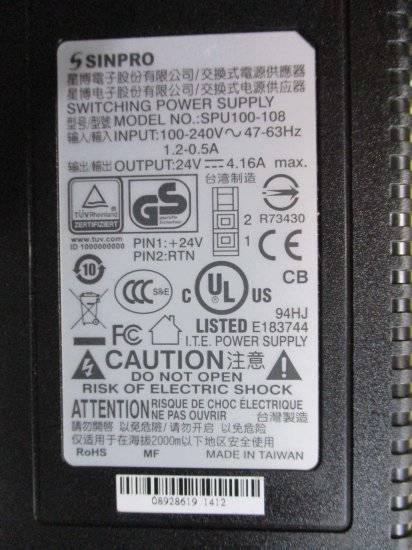 SINPRO
星博電子股份有限公司/交換式電源供應器
星博电子股份有限公司/交换式电源供应器
SWITCHING POWER SUPPLY
型号/型號 MODEL NO.:SPU100-108
输入/輸入 INPUT:100-240V～ 47-63Hz
1.2-0.5A
输出/輸出 OUTPUT:24V⎓4.16A max.
台湾制造
TÜVRheinland
ZERTIFIZIERT
GS
geprüfte Sicherheit
www.tuv.com
ID 1000000000
2
1
R73430
PIN1:+24V
PIN2:RTN
10
CCC S&E
c UL US
CB
94HJ
FC
LISTED E183744
I.T.E. POWER SUPPLY
CAUTION 注意
DO NOT OPEN
RISK OF ELECTRIC SHOCK
ATTENTION RISQUE DE CHOC ÉLECTRIQUE
NE PAS OUVRIR 台灣製造
請勿開啓 以免危險/请勿开启 以免危险
仅适用于在海拔2000m以下地区安全使用
RoHS MF MADE IN TAIWAN
08928619 1412